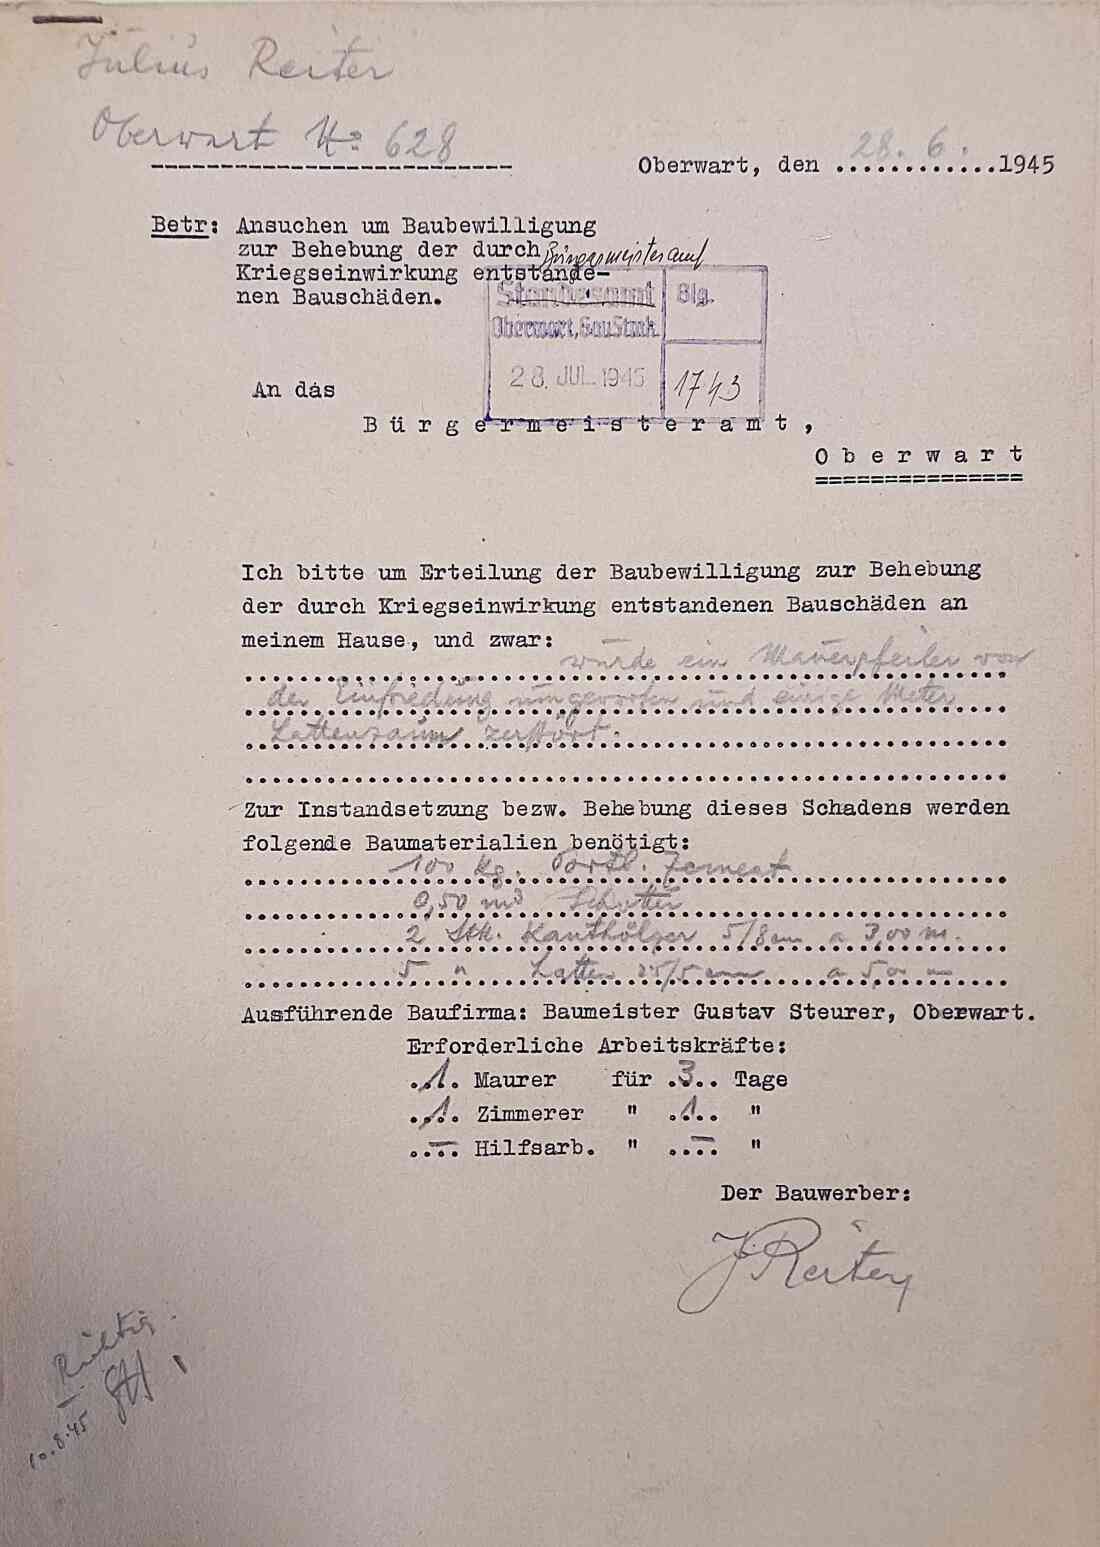 Julius Reiter
Oberwart No 628
Oberwart, den 28. 6. 1945
Betr: Ansuchen um Baubewilligung
zur Behebung der durch
Kriegseinwirkung entstande-
nen Bauschäden.
Bürgermeisteramt
Standesamt
Oberwart, Gau Stmk.
Blg.
28. JUL. 1945
1743
An das
Bürgermeisteramt,
Oberwart
Ich bitte um Erteilung der Baubewilligung zur Behebung
der durch Kriegseinwirkung entstandenen Bauschäden an
meinem Hause, und zwar:
wurde ein Mauerpfeiler von
der Einfriedung umgeworfen und einige Meter
Lattenzaun zerstört.
Zur Instandsetzung bezw. Behebung dieses Schadens werden
folgende Baumaterialien benötigt:
100 kg. Portl. Zement
0,50 m³ Schotter
2 Stk. Kanthölzer 5/8 cm a 3,00 m.
5 " Latten cm a 5,00 m
Ausführende Baufirma: Baumeister Gustav Steurer, Oberwart.
Erforderliche Arbeitskräfte:
.1. Maurer für .3.. Tage
.1. Zimmerer " .1.. "
..–.. Hilfsarb. " ..–.. "
Der Bauwerber:
J Reiter
Richtig.
10.8.45